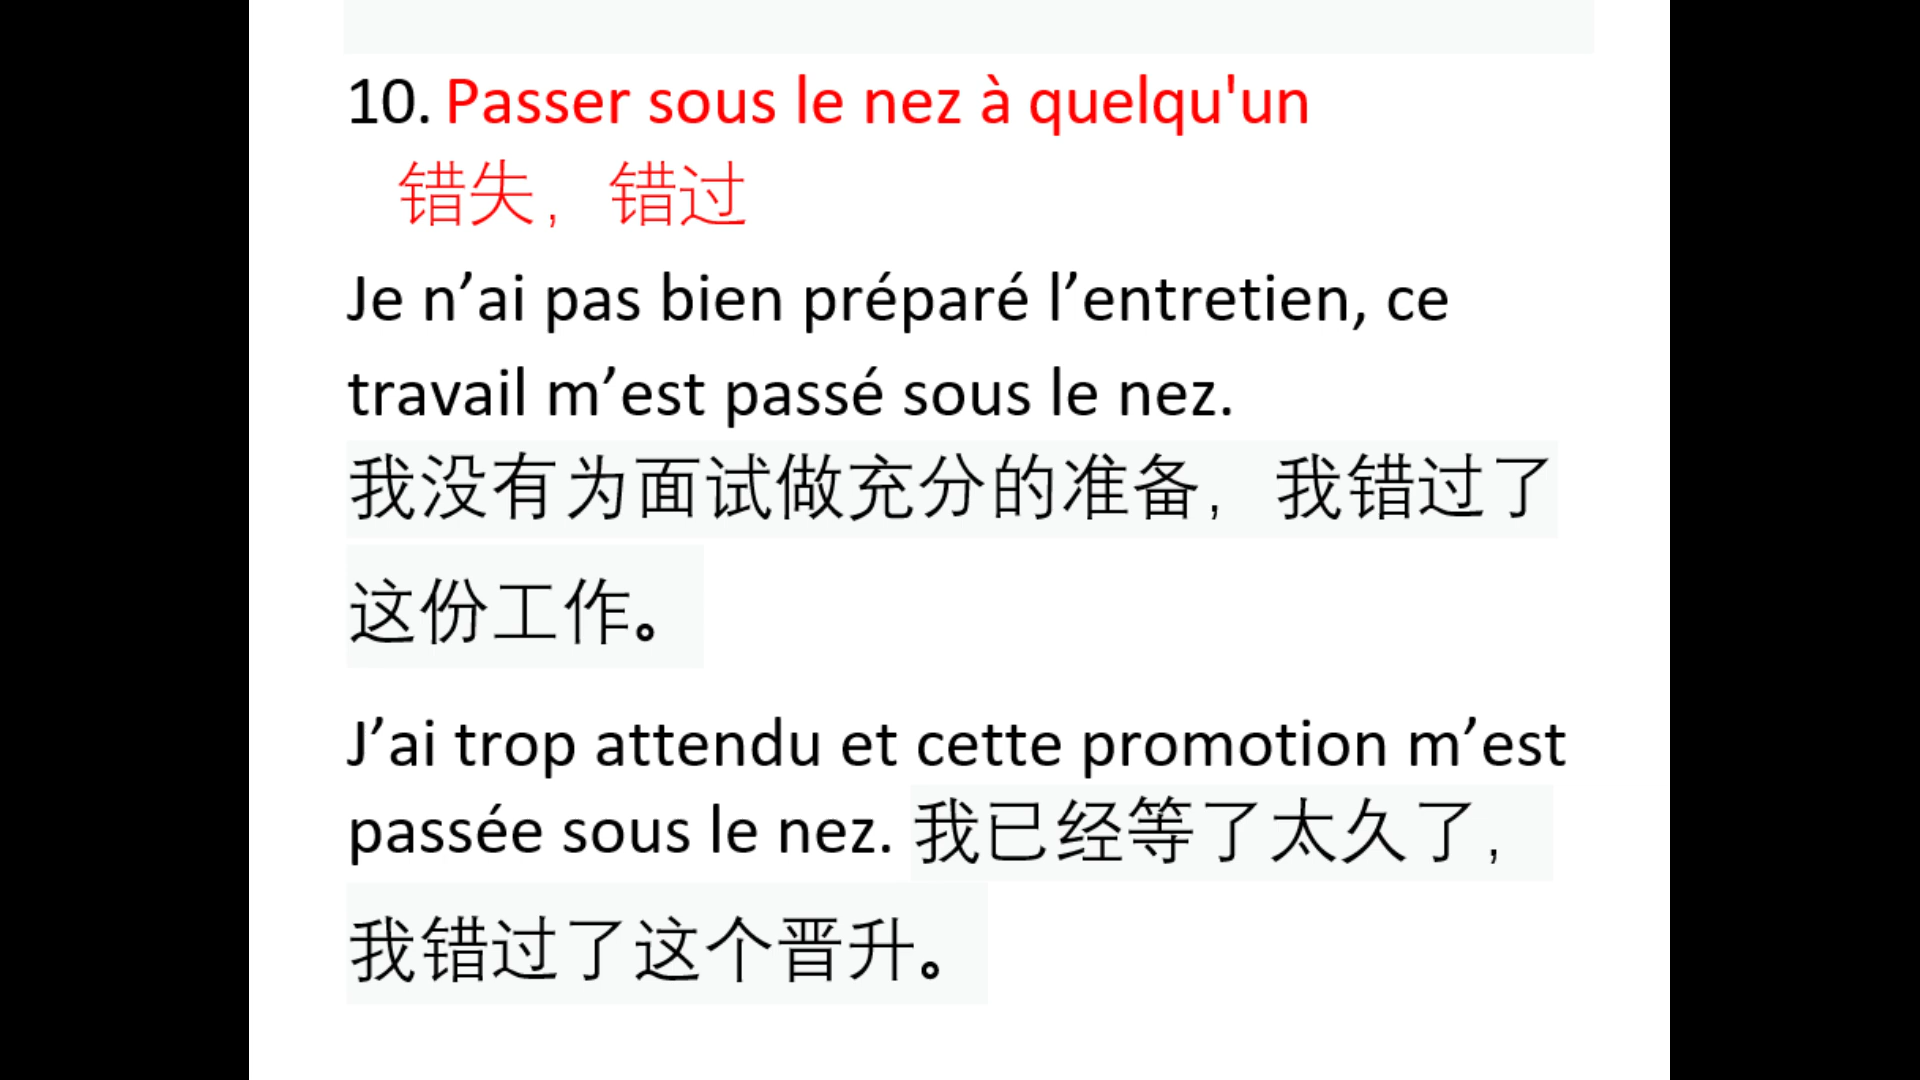 10. Passer sous le nez à quelqu'un
错失，错过
Je n’ai pas bien préparé l’entretien, ce
travail m’est passé sous le nez.
我没有为面试做充分的准备，我错过了
这份工作。
J’ai trop attendu et cette promotion m’est
passée sous le nez. 我已经等了太久了，
我错过了这个晋升。